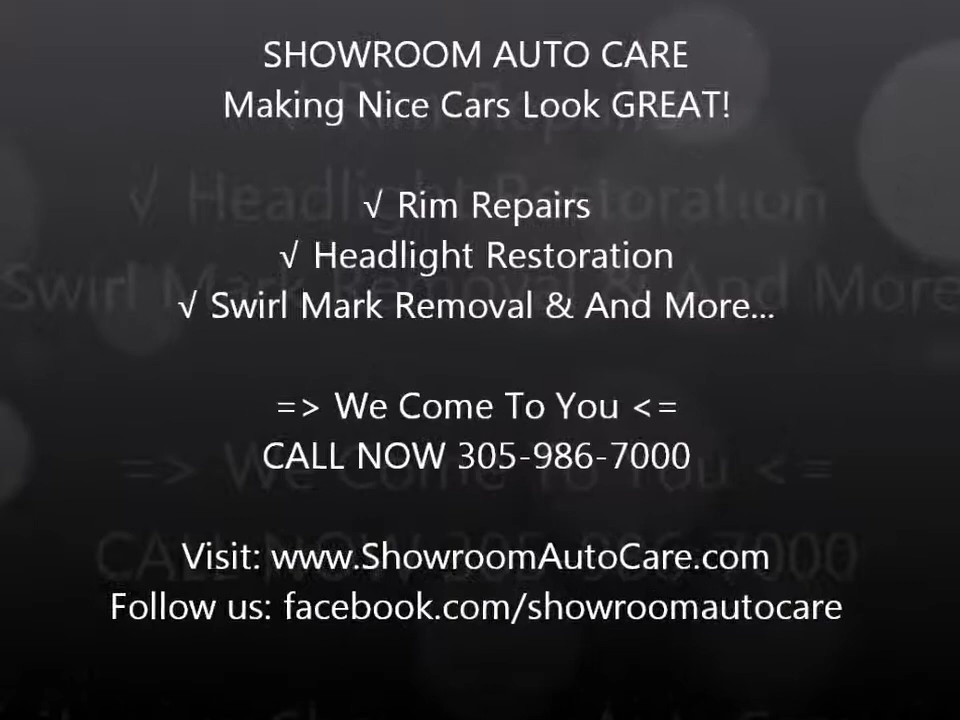 SHOWROOM AUTO CARE
Making Nice Cars Look GREAT!
√ Rim Repairs
√ Headlight Restoration
√ Swirl Mark Removal & And More...
=> We Come To You <=
CALL NOW 305-986-7000
Visit: www.ShowroomAutoCare.com
Follow us: facebook.com/showroomautocare